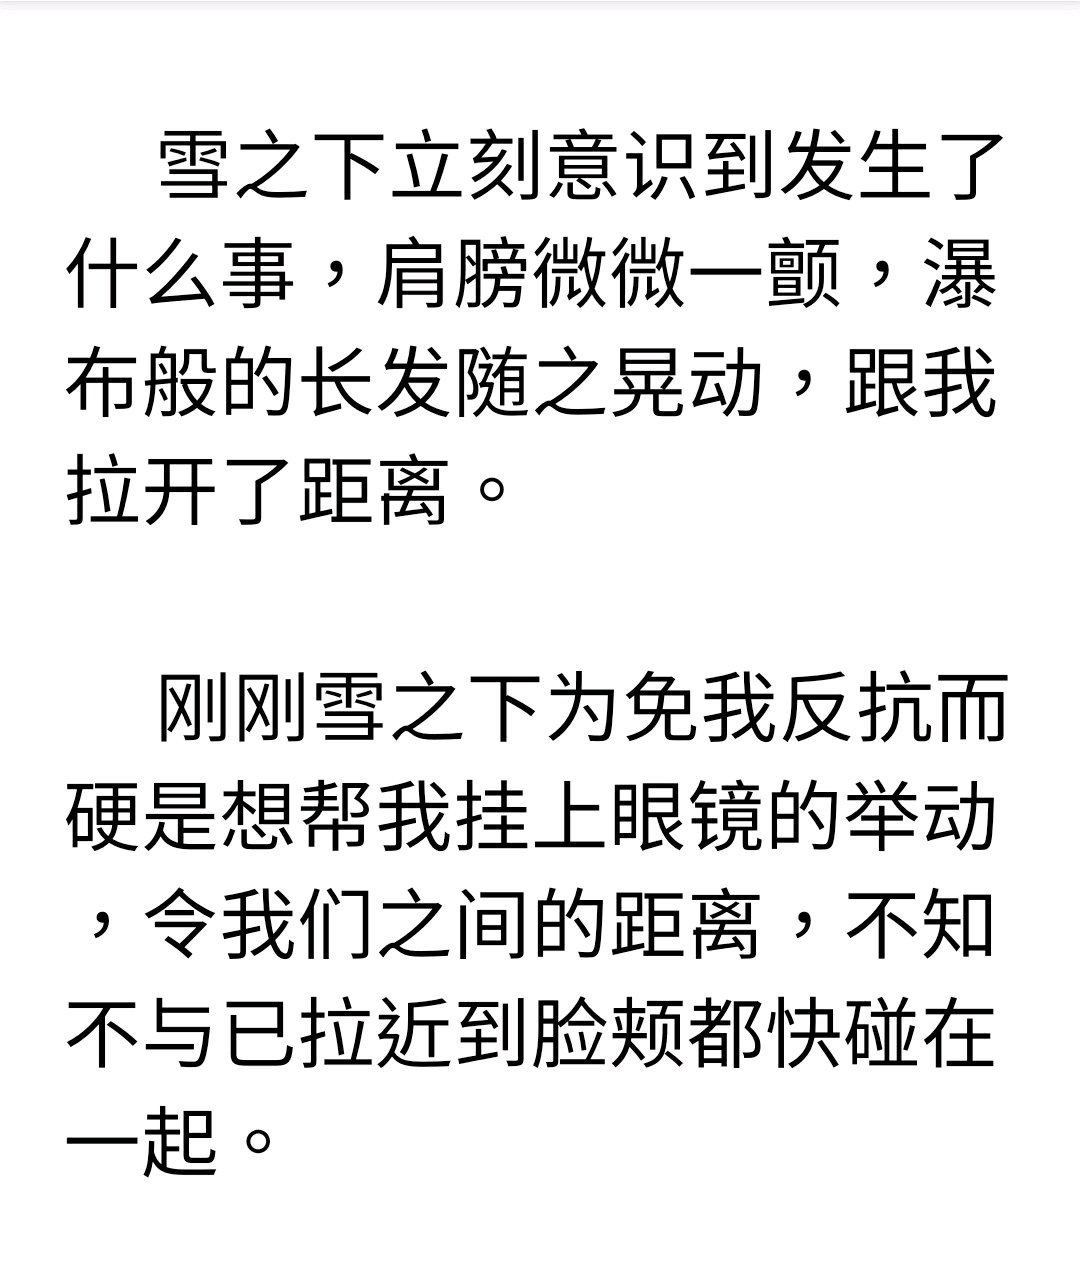 雪之下立刻意识到发生了
什么事，肩膀微微一颤，瀑
布般的长发随之晃动，跟我
拉开了距离。
刚刚雪之下为免我反抗而
硬是想帮我挂上眼镜的举动
，令我们之间的距离，不知
不与已拉近到脸颊都快碰在
一起。